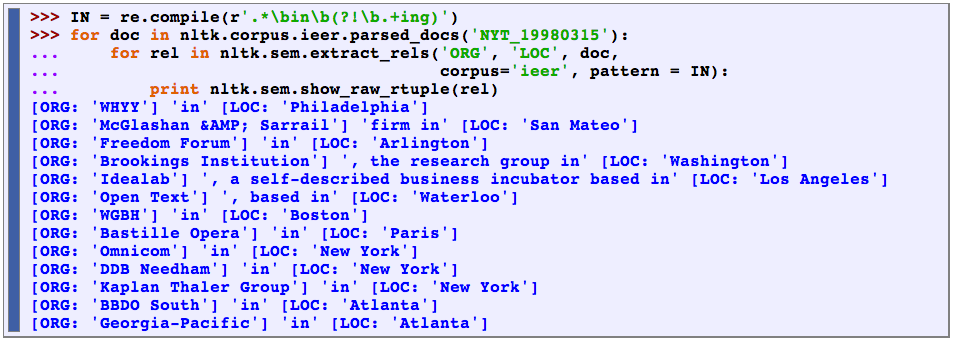 >>> IN = re.compile(r'.*\bin\b(?!\b.+ing)')
>>> for doc in nltk.corpus.ieer.parsed_docs('NYT_19980315'):
...     for rel in nltk.sem.extract_rels('ORG', 'LOC', doc,
...                                      corpus='ieer', pattern = IN):
...         print nltk.sem.show_raw_rtuple(rel)
[ORG: 'WHYY'] 'in' [LOC: 'Philadelphia']
[ORG: 'McGlashan &AMP; Sarrail'] 'firm in' [LOC: 'San Mateo']
[ORG: 'Freedom Forum'] 'in' [LOC: 'Arlington']
[ORG: 'Brookings Institution'] ', the research group in' [LOC: 'Washington']
[ORG: 'Idealab'] ', a self-described business incubator based in' [LOC: 'Los Angeles']
[ORG: 'Open Text'] ', based in' [LOC: 'Waterloo']
[ORG: 'WGBH'] 'in' [LOC: 'Boston']
[ORG: 'Bastille Opera'] 'in' [LOC: 'Paris']
[ORG: 'Omnicom'] 'in' [LOC: 'New York']
[ORG: 'DDB Needham'] 'in' [LOC: 'New York']
[ORG: 'Kaplan Thaler Group'] 'in' [LOC: 'New York']
[ORG: 'BBDO South'] 'in' [LOC: 'Atlanta']
[ORG: 'Georgia-Pacific'] 'in' [LOC: 'Atlanta']